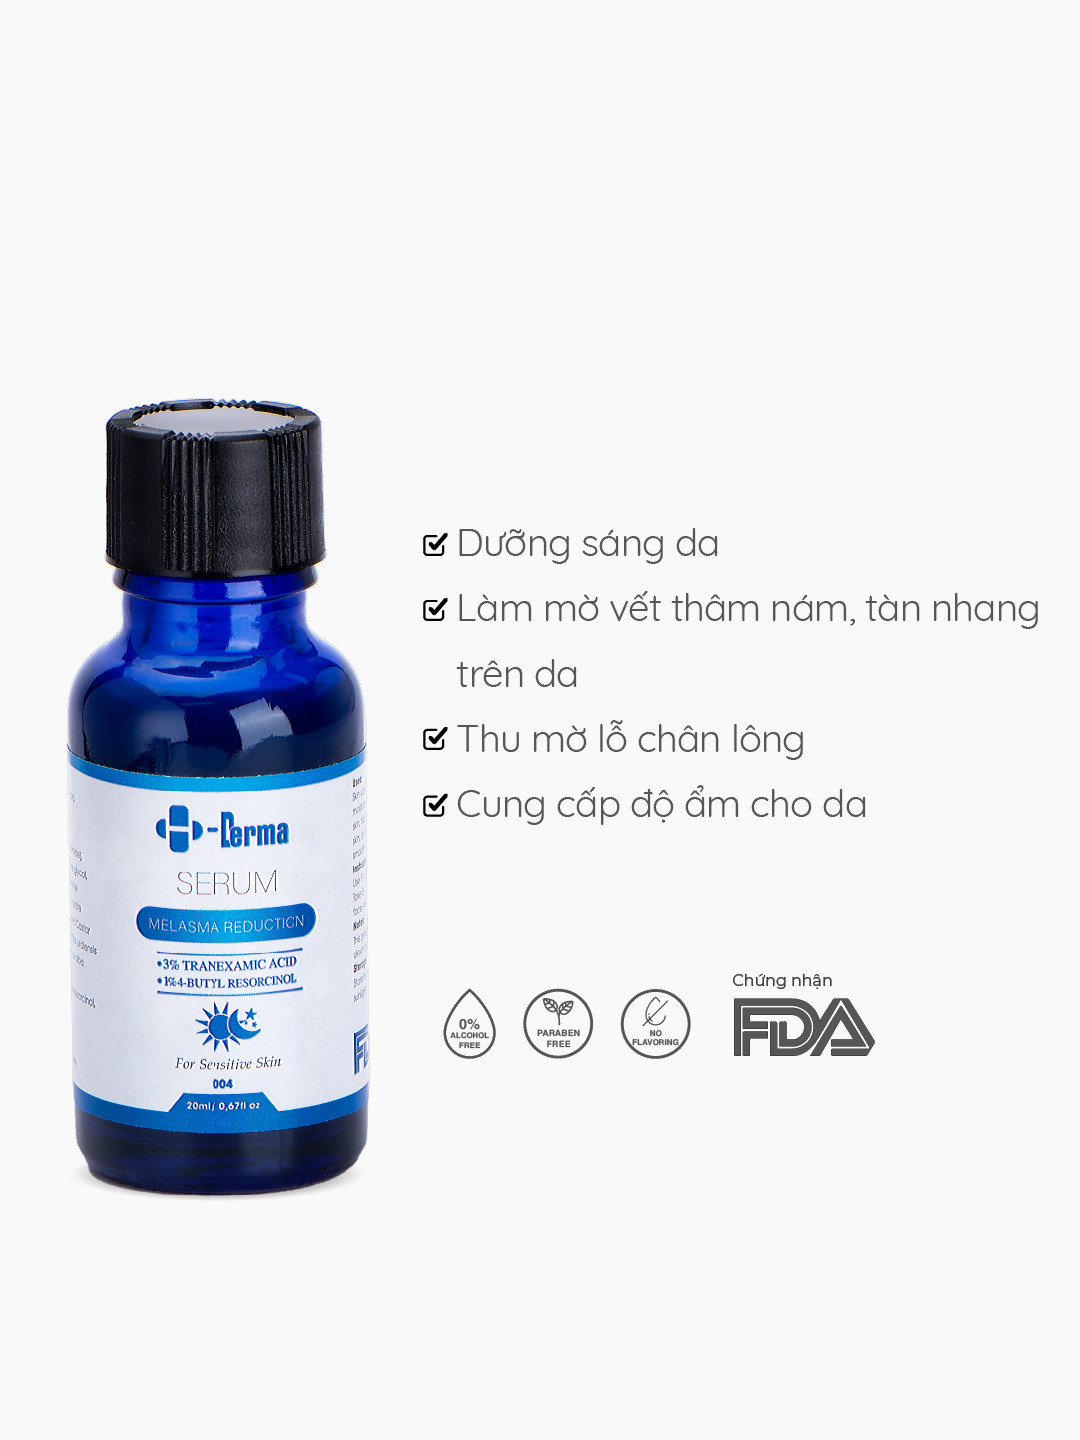 Dưỡng sáng da
Làm mờ vết thâm nám, tàn nhang
trên da
Thu mờ lỗ chân lông
Cung cấp độ ẩm cho da
-Derma
SERUM
MELASMA REDUCTION
•3% TRANEXAMIC ACID
•1%4-BUTYL RESORCINOL
For Sensitive Skin
004
20ml/ 0,67fl oz
0%
ALCOHOL
FREE
PARABEN
FREE
NO
FLAVORING
Chứng nhận
FDA